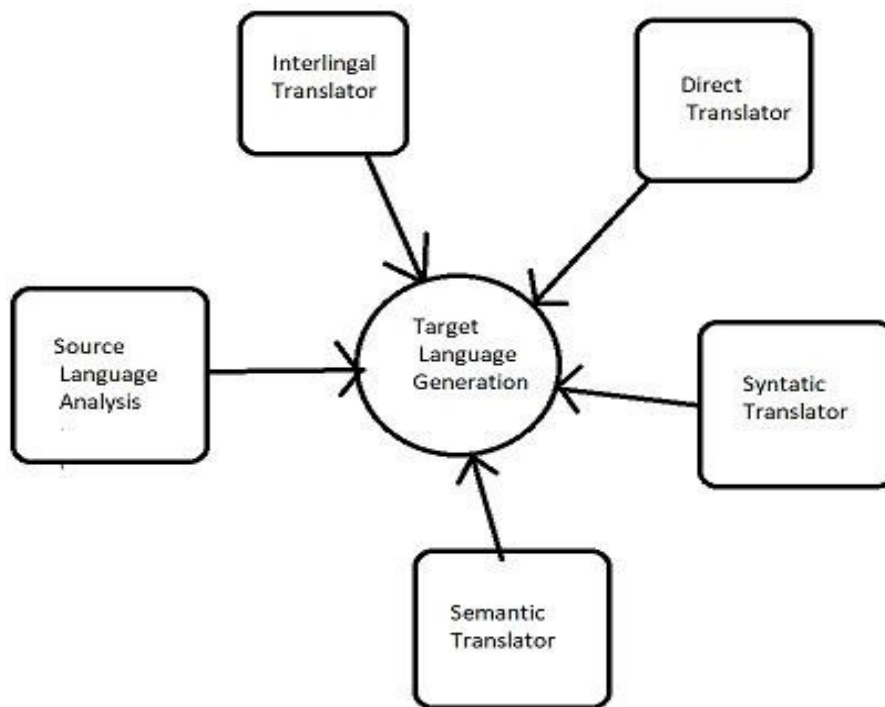 Interlingal
Translator
Direct
Translator
Target
Language
Generation
Source
Language
Analysis
Syntatic
Translator
Semantic
Translator